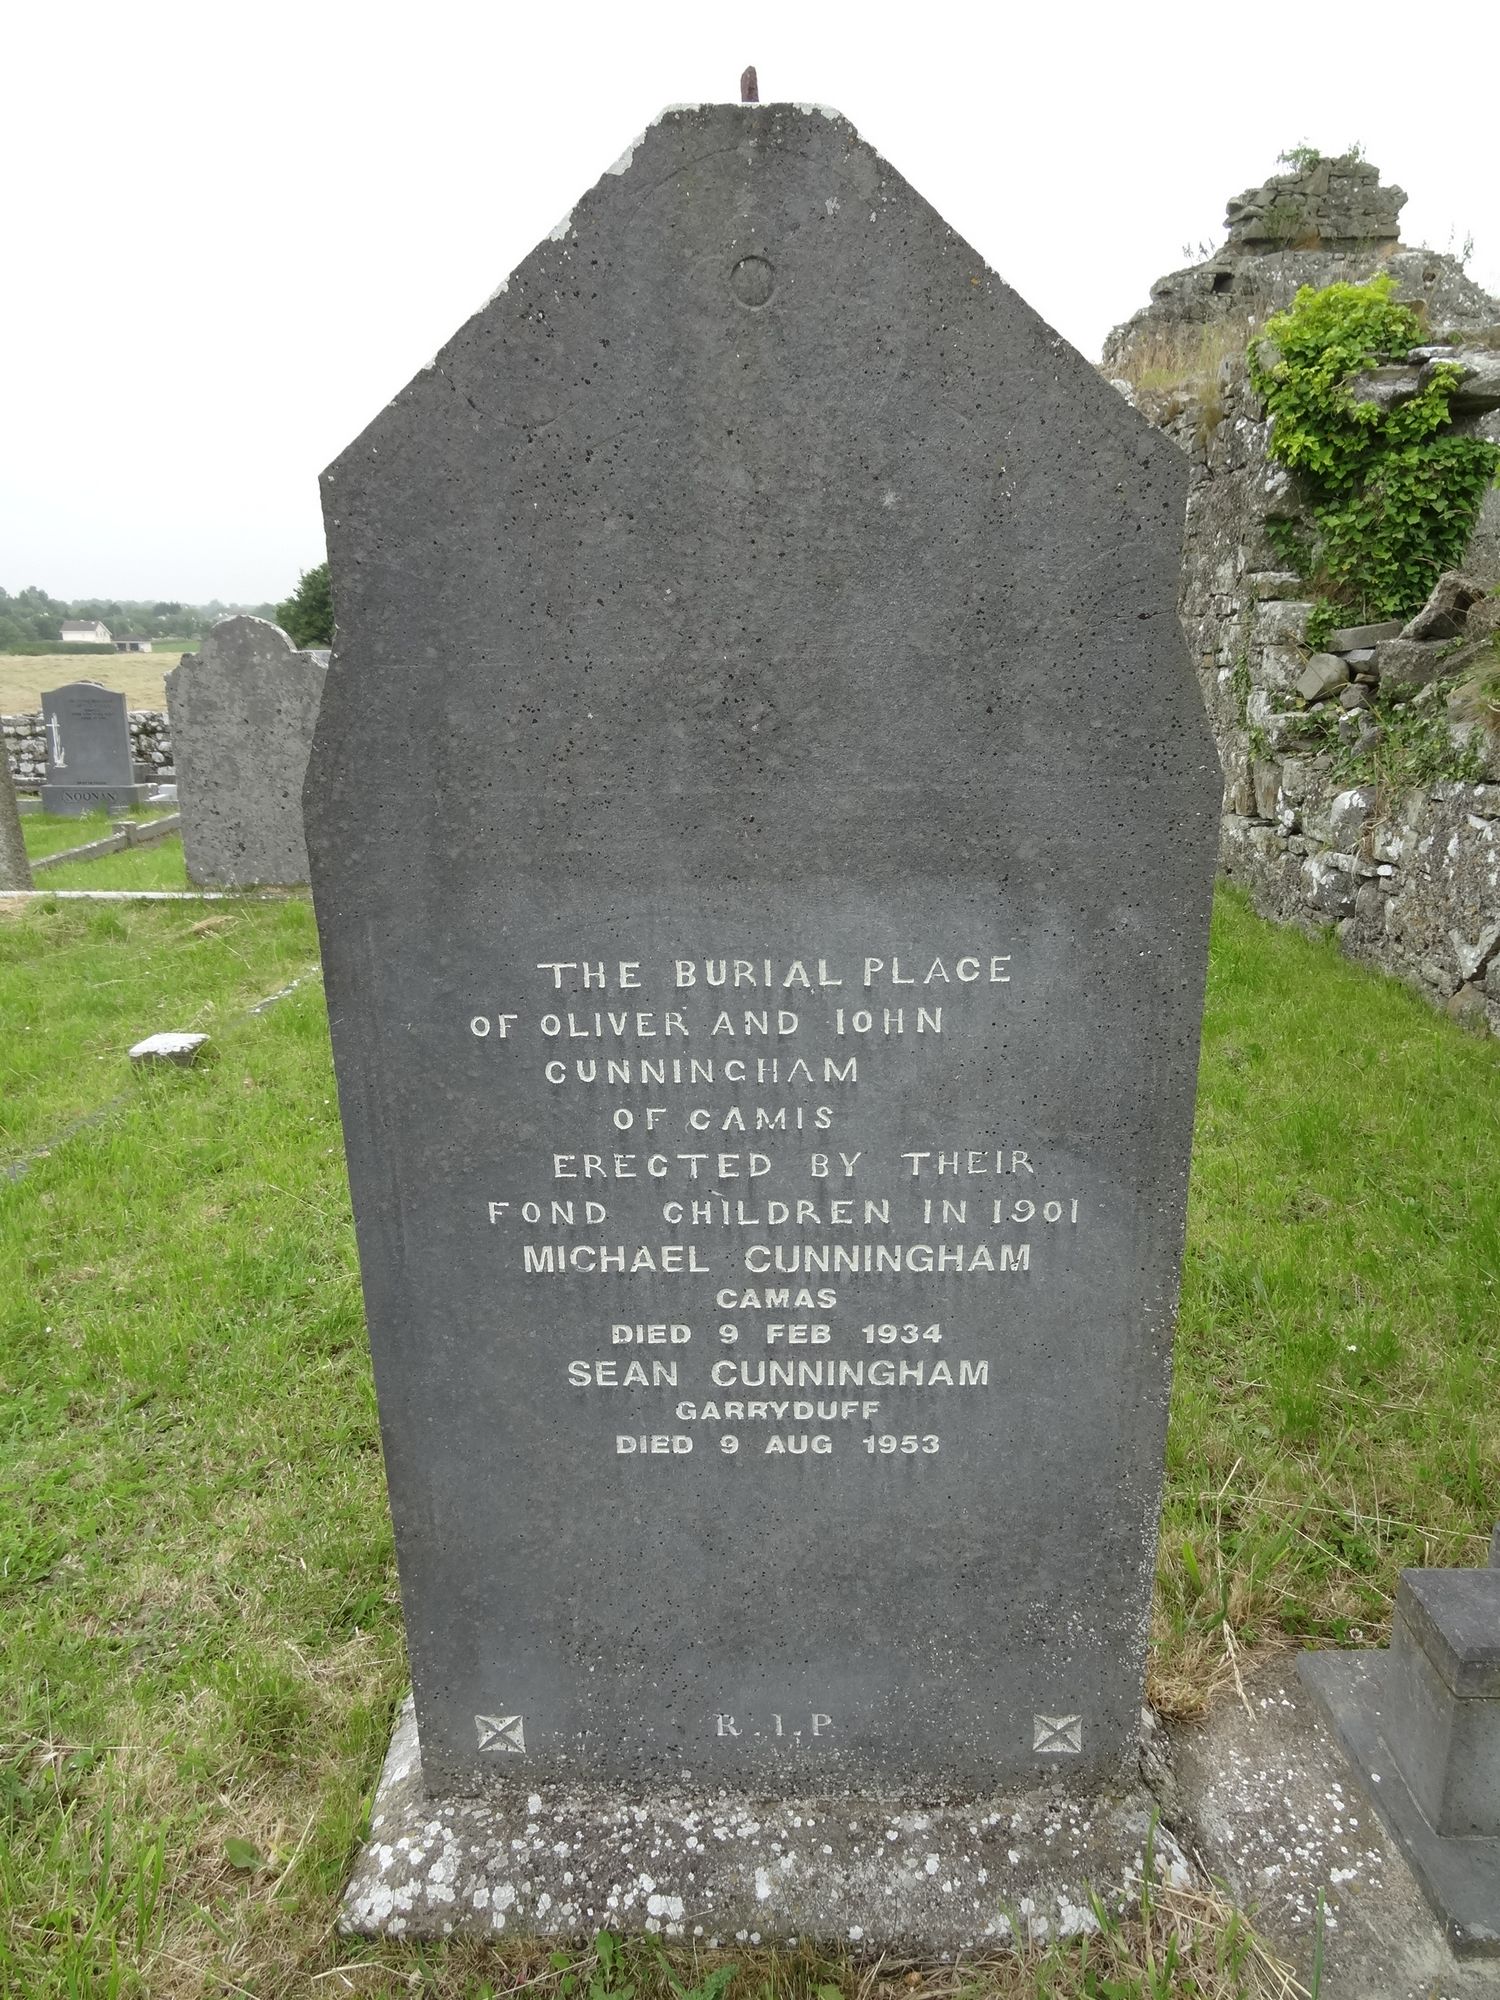 THE BURIAL PLACE
OF OLIVER AND IOHN
CUNNINGHAM
OF CAMIS
ERECTED BY THEIR
FOND CHILDREN IN 1901
MICHAEL CUNNINGHAM
CAMAS
DIED 9 FEB 1934
SEAN CUNNINGHAM
GARRYDUFF
DIED 9 AUG 1953
R.I.P
NOONAN